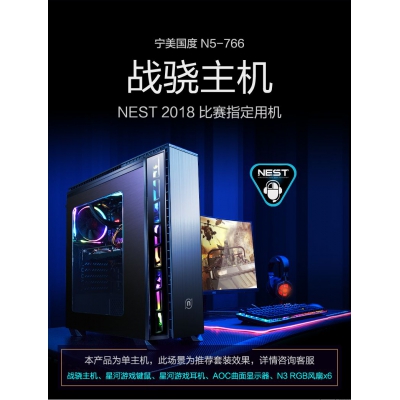 宁美国度 N5-766
战骁主机
NEST 2018 比赛指定用机
NEST
本产品为单主机，此场景为推荐套装效果，详情咨询客服
战骁主机、星河游戏键鼠、星河游戏耳机、AOC曲面显示器、N3 RGB风扇x6